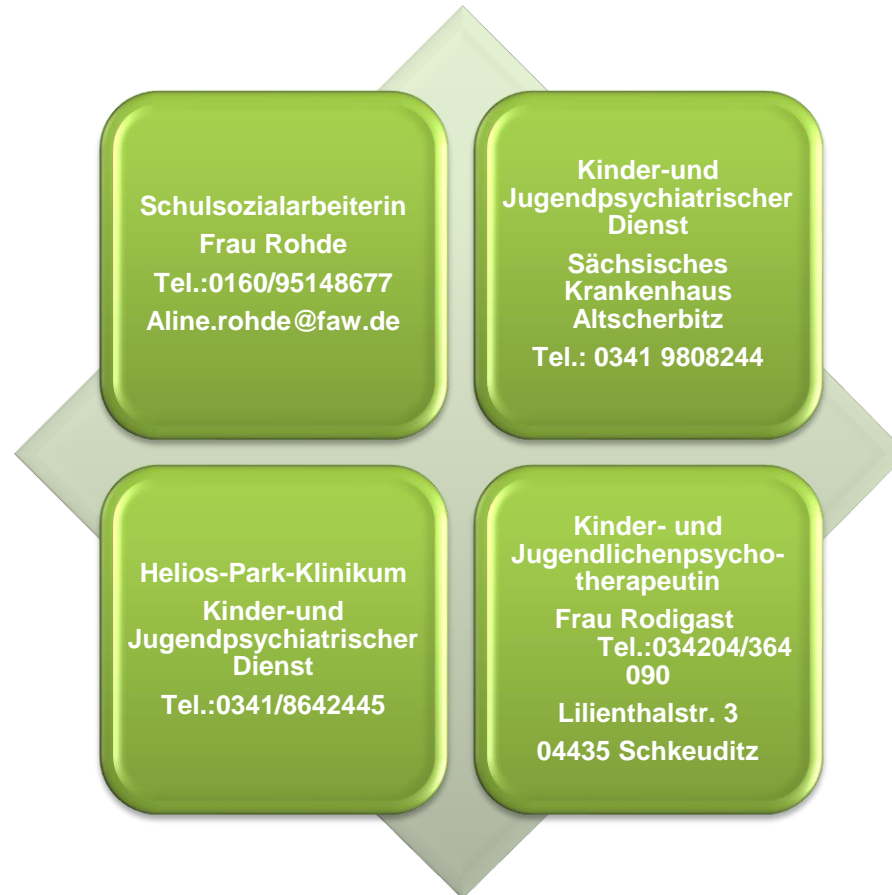 Schulsozialarbeiterin
Frau Rohde
Tel.:0160/95148677
Aline.rohde@faw.de
Kinder-und
Jugendpsychiatrischer
Dienst
Sächsisches
Krankenhaus
Altscherbitz
Tel.: 0341 9808244
Helios-Park-Klinikum
Kinder-und
Jugendpsychiatrischer
Dienst
Tel.:0341/8642445
Kinder- und
Jugendlichenpsycho-
therapeutin
Frau Rodigast
Tel.:034204/364
090
Lilienthalstr. 3
04435 Schkeuditz